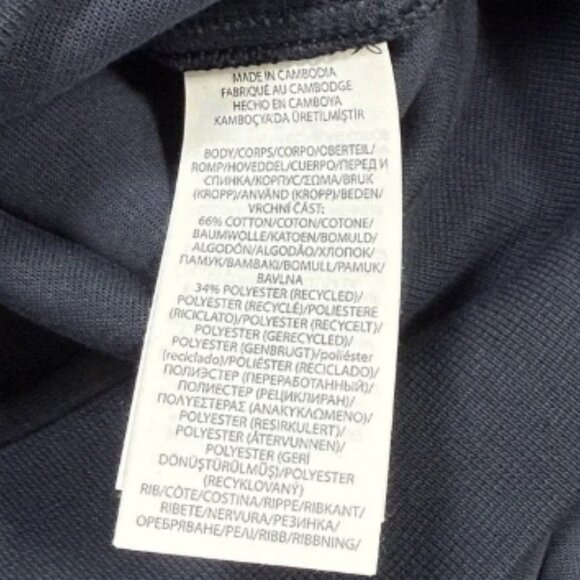 MADE IN CAMBODIA
FABRIQUÉ AU CAMBODGE
HECHO EN CAMBOYA
KAMBOÇYA'DA ÜRETİLMİŞTİR
BODY/CORPS/CORPO/OBERTEIL/
ROMP/HOVEDDEL/CUERPO/ПЕРЕД И
СПИНКА/КОРПУС/ΣΩΜΑ/BRUK
(KROPP)/ANVÄND (KROPP)/BEDEN/
VRCHNÍ ČÁST:
66% COTTON/COTON/COTONE/
BAUMWOLLE/KATOEN/BOMULD/
ALGODÓN/ALGODÃO/ХЛОПОК/
ПАМУК/ΒΑΜΒΑΚΙ/BOMULL/PAMUK/
BAVLNA
34% POLYESTER (RECYCLED)/
POLYESTER (RECYCLÉ)/POLIESTERE
(RICICLATO)/POLYESTER (RECYCELT)/
POLYESTER (GERECYCLED)/
POLYESTER (GENBRUGT)/poliéster
(reciclado)/POLIÉSTER (RECICLADO)/
ПОЛИЭСТЕР (ПЕРЕРАБОТАННЫЙ)/
ПОЛИЕСТЕР (РЕЦИКЛИРАН)/
ΠΟΛΥΕΣΤΕΡΑΣ (ΑΝΑΚΥΚΛΩΜΕΝΟ)/
POLYESTER (RESIRKULERT)/
POLYESTER (ÅTERVUNNEN)/
POLYESTER (GERİ
DÖNÜŞTÜRÜLMÜŞ)/POLYESTER
(RECYKLOVANÝ)
RIB/CÔTE/COSTINA/RIPPE/RIBKANT/
RIBETE/NERVURA/РЕЗИНКА/
ОРЕБРЯВАНЕ/ΡΕΛΙ/RIBB/RIBBNING/